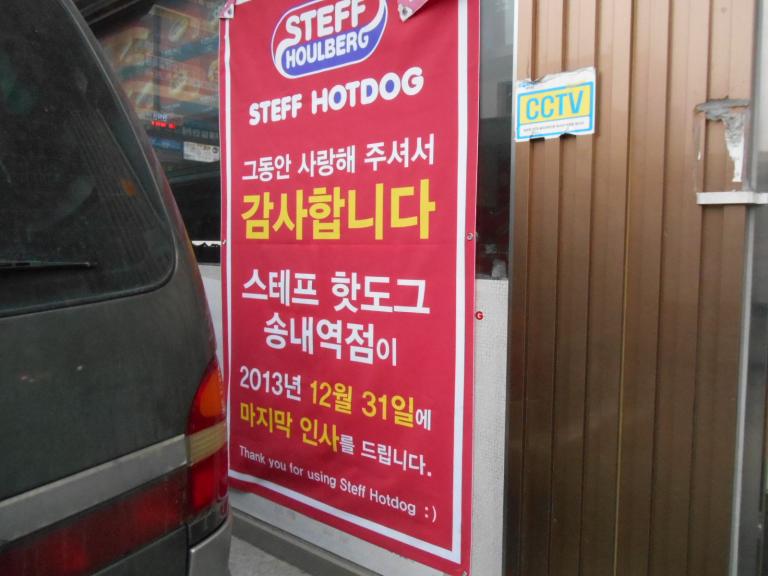 STEFF
HOULBERG
STEFF HOTDOG
그동안 사랑해 주셔서
감사합니다
스테프 핫도그
송내역점이
2013년 12월 31일에
마지막 인사를 드립니다.
Thank you for using Steff Hotdog :)
CCTV
G